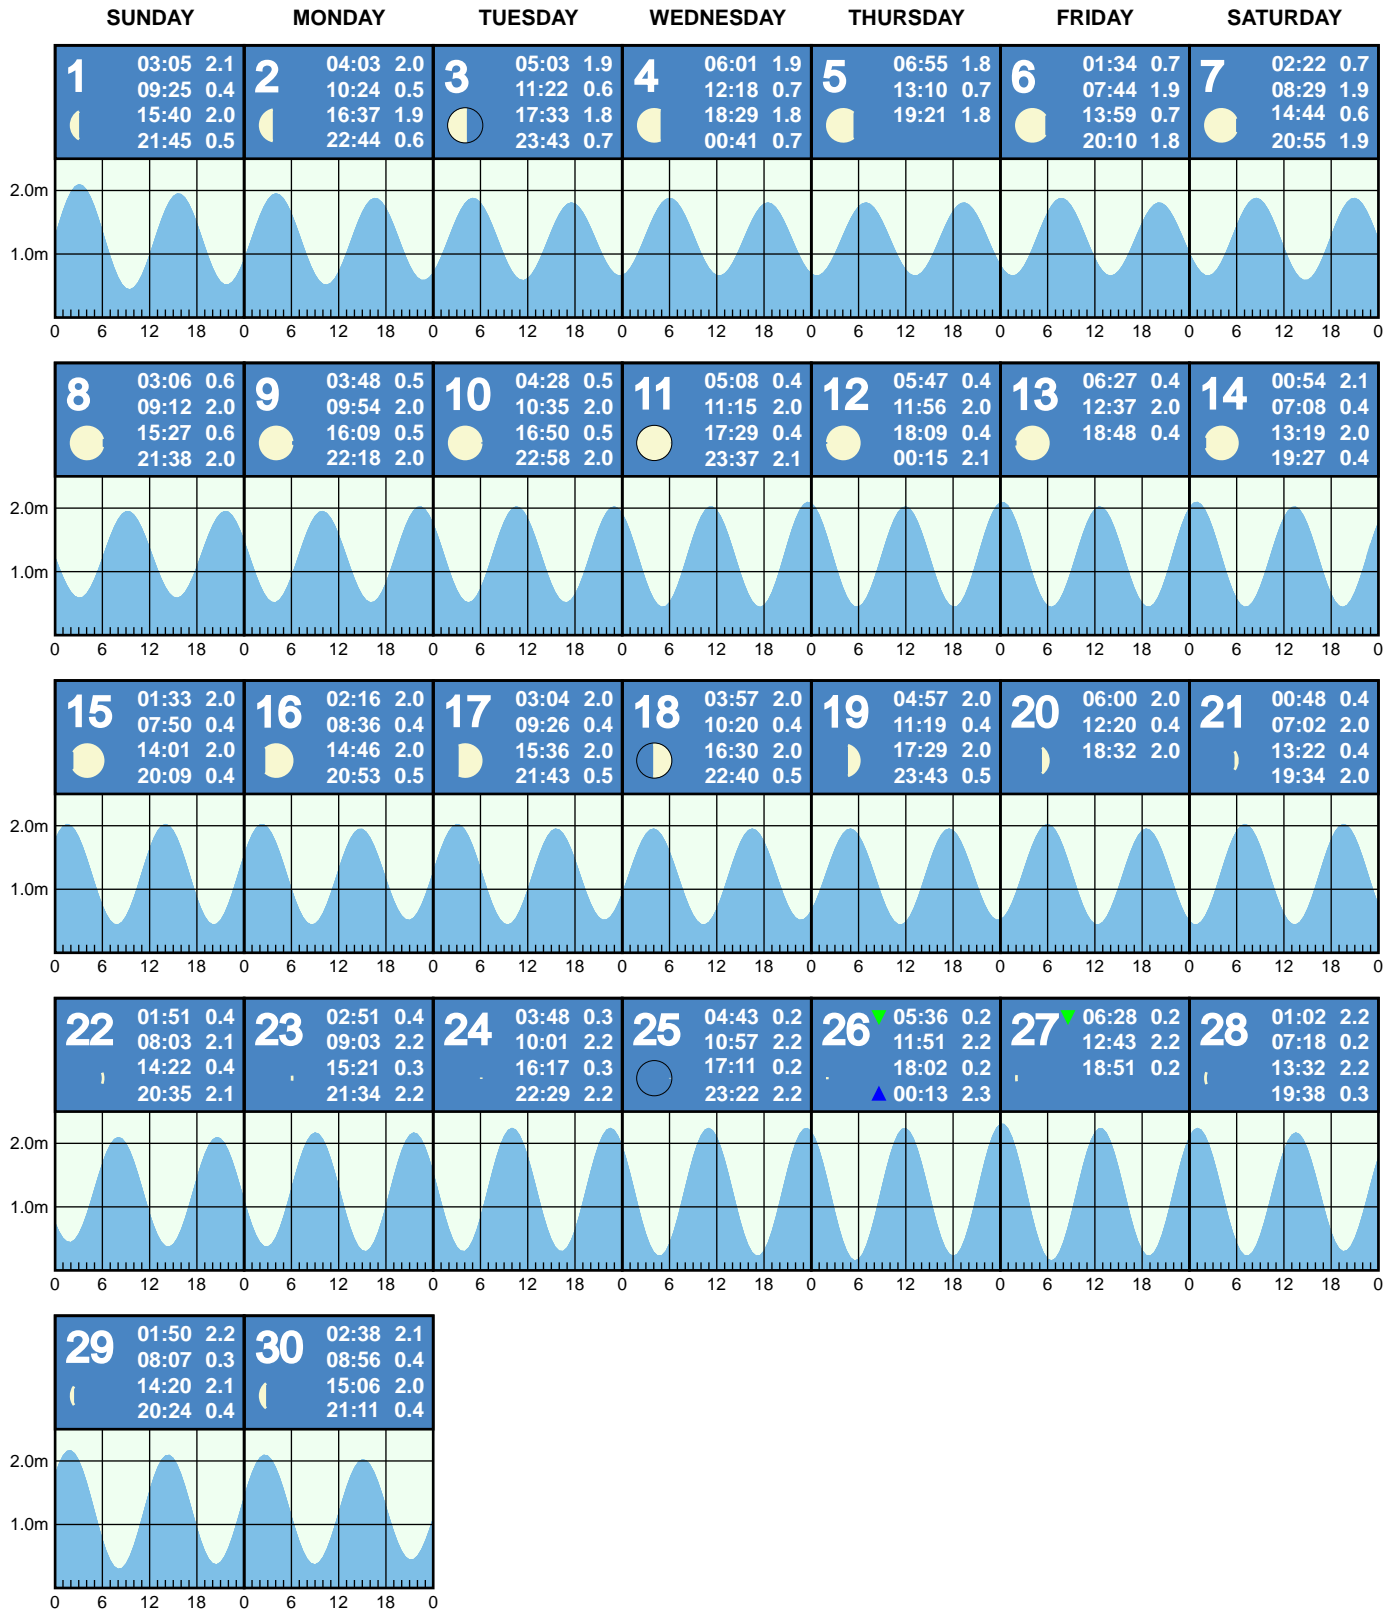 SUNDAY MONDAY TUESDAY WEDNESDAY THURSDAY FRIDAY SATURDAY
1 03:05 2.1
09:25 0.4
15:40 2.0
21:45 0.5
2 04:03 2.0
10:24 0.5
16:37 1.9
22:44 0.6
3 05:03 1.9
11:22 0.6
17:33 1.8
23:43 0.7
4 06:01 1.9
12:18 0.7
18:29 1.8
00:41 0.7
5 06:55 1.8
13:10 0.7
19:21 1.8
6 01:34 0.7
07:44 1.9
13:59 0.7
20:10 1.8
7 02:22 0.7
08:29 1.9
14:44 0.6
20:55 1.9
2.0m
1.0m
0 6 12 18 0 6 12 18 0 6 12 18 0 6 12 18 0 6 12 18 0 6 12 18 0 6 12 18 0
8 03:06 0.6
09:12 2.0
15:27 0.6
21:38 2.0
9 03:48 0.5
09:54 2.0
16:09 0.5
22:18 2.0
10 04:28 0.5
10:35 2.0
16:50 0.5
22:58 2.0
11 05:08 0.4
11:15 2.0
17:29 0.4
23:37 2.1
12 05:47 0.4
11:56 2.0
18:09 0.4
00:15 2.1
13 06:27 0.4
12:37 2.0
18:48 0.4
14 00:54 2.1
07:08 0.4
13:19 2.0
19:27 0.4
2.0m
1.0m
0 6 12 18 0 6 12 18 0 6 12 18 0 6 12 18 0 6 12 18 0 6 12 18 0 6 12 18 0
15 01:33 2.0
07:50 0.4
14:01 2.0
20:09 0.4
16 02:16 2.0
08:36 0.4
14:46 2.0
20:53 0.5
17 03:04 2.0
09:26 0.4
15:36 2.0
21:43 0.5
18 03:57 2.0
10:20 0.4
16:30 2.0
22:40 0.5
19 04:57 2.0
11:19 0.4
17:29 2.0
23:43 0.5
20 06:00 2.0
12:20 0.4
18:32 2.0
21 00:48 0.4
07:02 2.0
13:22 0.4
19:34 2.0
2.0m
1.0m
0 6 12 18 0 6 12 18 0 6 12 18 0 6 12 18 0 6 12 18 0 6 12 18 0 6 12 18 0
22 01:51 0.4
08:03 2.1
14:22 0.4
20:35 2.1
23 02:51 0.4
09:03 2.2
15:21 0.3
21:34 2.2
24 03:48 0.3
10:01 2.2
16:17 0.3
22:29 2.2
25 04:43 0.2
10:57 2.2
17:11 0.2
23:22 2.2
26 05:36 0.2
11:51 2.2
18:02 0.2
00:13 2.3
27 06:28 0.2
12:43 2.2
18:51 0.2
28 01:02 2.2
07:18 0.2
13:32 2.2
19:38 0.3
2.0m
1.0m
0 6 12 18 0 6 12 18 0 6 12 18 0 6 12 18 0 6 12 18 0 6 12 18 0 6 12 18 0
29 01:50 2.2
08:07 0.3
14:20 2.1
20:24 0.4
30 02:38 2.1
08:56 0.4
15:06 2.0
21:11 0.4
2.0m
1.0m
0 6 12 18 0 6 12 18 0